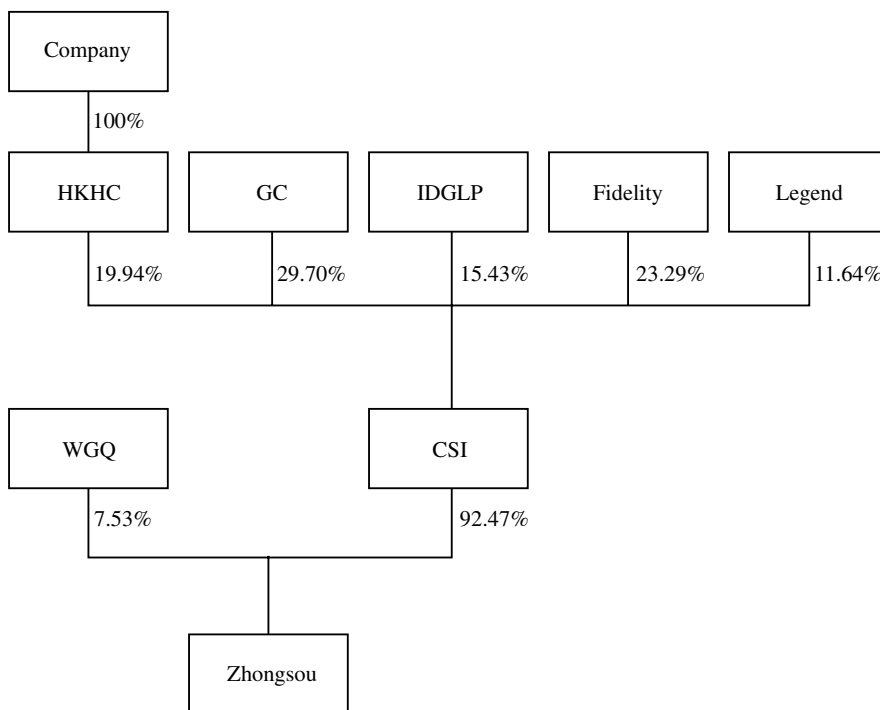 Company
100%
HKHC
GC
IDGLP
Fidelity
Legend
19.94%
29.70%
15.43%
23.29%
11.64%
WGQ
CSI
7.53%
92.47%
Zhongsou